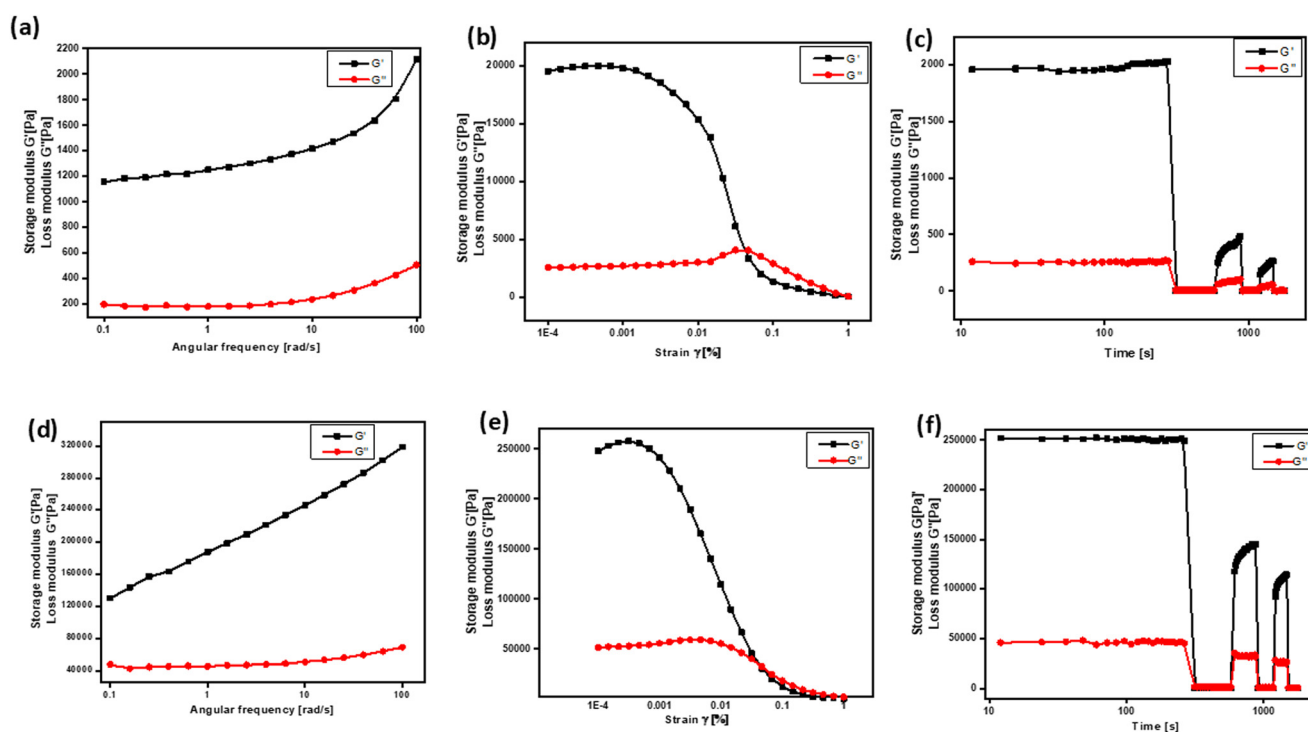 (a)
Storage modulus G'[Pa]
Loss modulus G"[Pa]
2200
2000
1800
1600
1400
1200
1000
800
600
400
200
G'
G"
0.1
1
10
100
Angular frequency [rad/s]
(b)
Storage modulus G'[Pa]
Loss modulus G"[Pa]
20000
15000
10000
5000
0
G'
G"
1E-4
0.001
0.01
0.1
1
Strain γ [%]
(c)
Storage modulus G'[Pa]
Loss modulus G"[Pa]
2000
1500
1000
500
0
G'
G"
10
100
1000
Time [s]
(d)
Storage modulus G'[Pa]
Loss modulus G"[Pa]
320000
280000
240000
200000
160000
120000
80000
40000
G'
G"
0.1
1
10
100
Angular frequency [rad/s]
(e)
Storage modulus G'[Pa]
Loss modulus G"[Pa]
250000
200000
150000
100000
50000
0
G'
G"
1E-4
0.001
0.01
0.1
1
Strain γ [%]
(f)
Storage modulus G[Pa]'
Loss modulus G"[Pa]
250000
200000
150000
100000
50000
0
G'
G"
10
100
1000
Time [s]